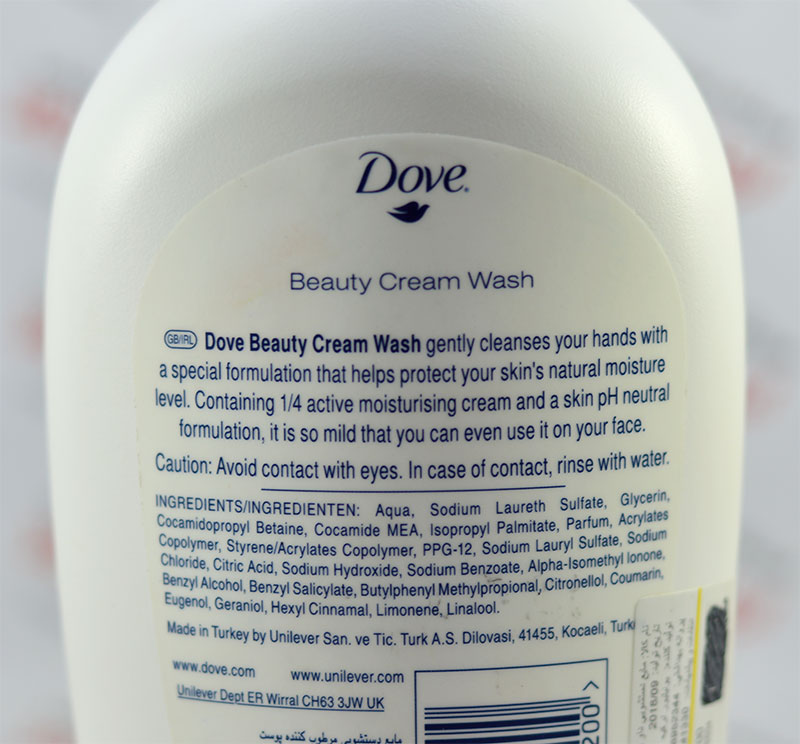 Dove
Beauty Cream Wash
GB/IRL Dove Beauty Cream Wash gently cleanses your hands with
a special formulation that helps protect your skin's natural moisture
level. Containing 1/4 active moisturising cream and a skin pH neutral
formulation, it is so mild that you can even use it on your face.
Caution: Avoid contact with eyes. In case of contact, rinse with water.
INGREDIENTS/INGREDIENTEN: Aqua, Sodium Laureth Sulfate, Glycerin,
Cocamidopropyl Betaine, Cocamide MEA, Isopropyl Palmitate, Parfum, Acrylates
Copolymer, Styrene/Acrylates Copolymer, PPG-12, Sodium Lauryl Sulfate, Sodium
Chloride, Citric Acid, Sodium Hydroxide, Sodium Benzoate, Alpha-Isomethyl Ionone,
Benzyl Alcohol, Benzyl Salicylate, Butylphenyl Methylpropional, Citronellol, Coumarin,
Eugenol, Geraniol, Hexyl Cinnamal, Limonene, Linalool.
Made in Turkey by Unilever San. ve Tic. Turk A.S. Dilovasi, 41455, Kocaeli, Turk
www.dove.com www.unilever.com
Unilever Dept ER Wirral CH63 3JW UK
مایع دستشویی مرطوب کننده پوست
200 >
2018/09